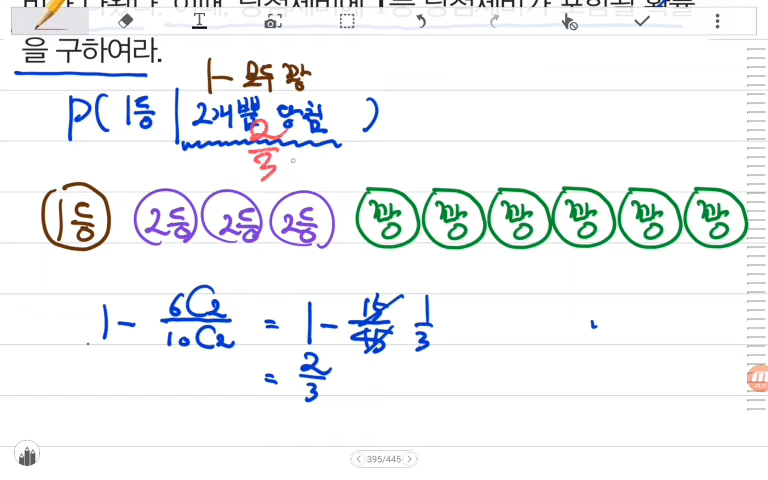 을 구하여라.
1- 모두 꽝
P( 1등 | 2개뿐 당첨 )
2/3
1등 2등 2등 2등 꽝 꽝 꽝 꽝 꽝 꽝
1 - 6C2/10C2 = 1 - 15/45 1/3
= 2/3
395/445